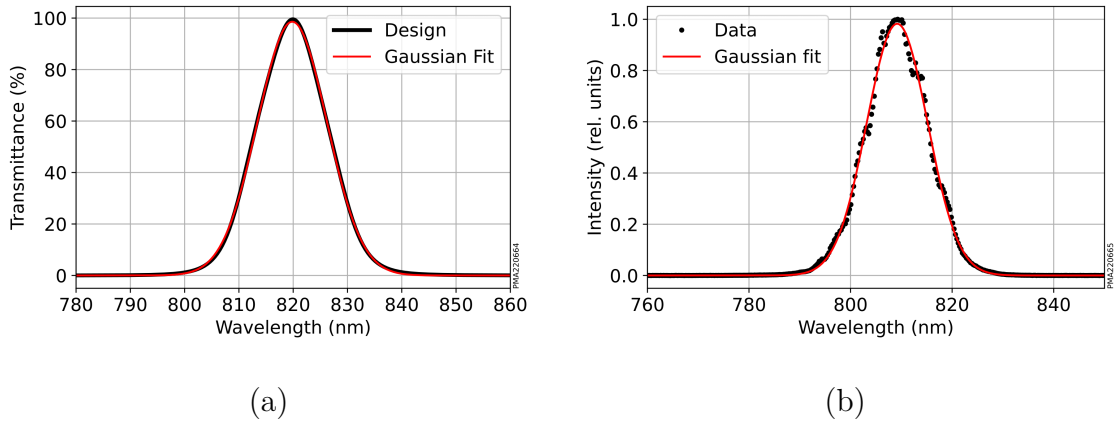 100
80
60
40
20
0
Transmittance (%)
Design
Gaussian Fit
780 790 800 810 820 830 840 850 860
Wavelength (nm)
PMA220664
(a)
1.0
0.8
0.6
0.4
0.2
0.0
Intensity (rel. units)
Data
Gaussian fit
760 780 800 820 840
Wavelength (nm)
PMA220665
(b)